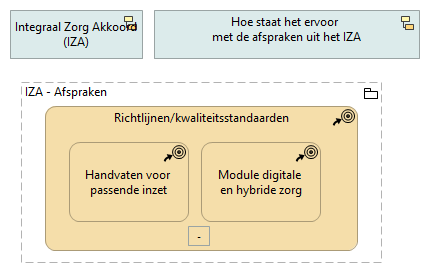 Integraal Zorg Akkoord
(IZA)
Hoe staat het ervoor
met de afspraken uit het IZA
IZA - Afspraken
Richtlijnen/kwaliteitsstandaarden
Handvaten voor
passende inzet
Module digitale
en hybride zorg
-